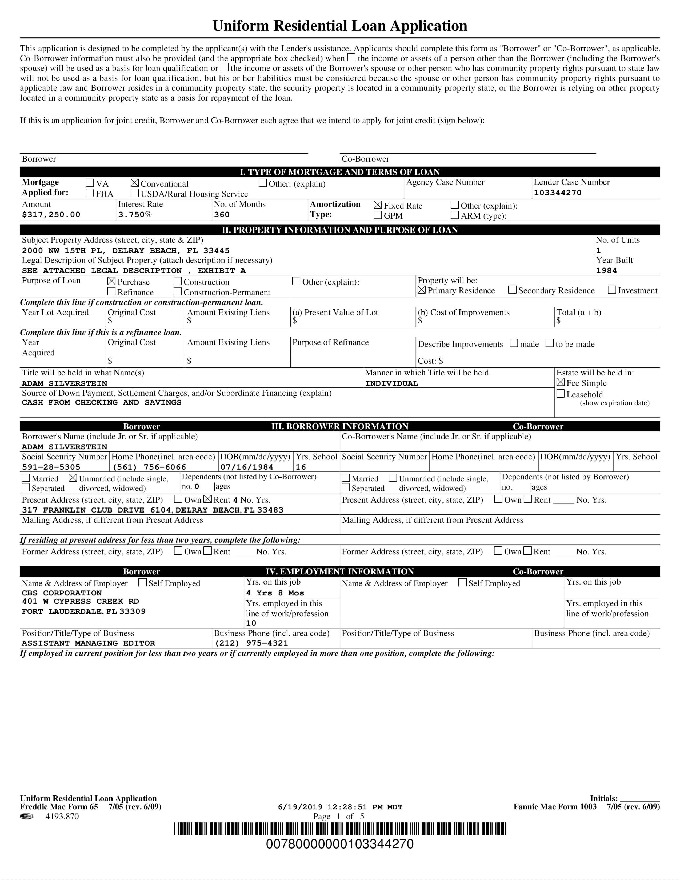 Uniform Residential Loan Application
This application is designed to be completed by the applicant(s) with the Lender's assistance. Applicants should complete this form as "Borrower" or "Co-Borrower", as applicable.
Co-Borrower information must also be provided (and the appropriate box checked) when ☐ the income or assets of a person other than the Borrower (including the Borrower's
spouse) will be used as a basis for loan qualification or ☐ the income or assets of the Borrower's spouse or other person who has community property rights pursuant to state law
will not be used as a basis for loan qualification, but his or her liabilities must be considered because the spouse or other person has community property rights pursuant to
applicable law and Borrower resides in a community property state, the security property is located in a community property state, or the Borrower is relying on other property
located in a community property state as a basis for repayment of the loan.
If this is an application for joint credit, Borrower and Co-Borrower each agree that we intend to apply for joint credit (sign below):
Borrower Co-Borrower
I. TYPE OF MORTGAGE AND TERMS OF LOAN
Mortgage ☐ VA ☒ Conventional ☐ Other: (explain) Agency Case Number Lender Case Number
Applied for: ☐ FHA ☐ USDA/Rural Housing Service 103344270
Amount Interest Rate No. of Months Amortization ☒ Fixed Rate ☐ Other (explain):
$317,250.00 3.750% 360 Type: ☐ GPM ☐ ARM (type):
II. PROPERTY INFORMATION AND PURPOSE OF LOAN
Subject Property Address (street, city, state & ZIP) No. of Units
2000 NW 15TH PL, DELRAY BEACH, FL 33445 1
Legal Description of Subject Property (attach description if necessary) Year Built
SEE ATTACHED LEGAL DESCRIPTION , EXHIBIT A 1984
Purpose of Loan ☒ Purchase ☐ Construction ☐ Other (explain): Property will be:
☐ Refinance ☐ Construction-Permanent ☒ Primary Residence ☐ Secondary Residence ☐ Investment
Complete this line if construction or construction-permanent loan.
Year Lot Acquired Original Cost Amount Existing Liens (a) Present Value of Lot (b) Cost of Improvements Total (a + b)
$ $ $ $ $
Complete this line if this is a refinance loan.
Year Original Cost Amount Existing Liens Purpose of Refinance Describe Improvements ☐ made ☐ to be made
Acquired
$ $ Cost: $
Title will be held in what Name(s) Manner in which Title will be held Estate will be held in:
ADAM SILVERSTEIN INDIVIDUAL ☒ Fee Simple
Source of Down Payment, Settlement Charges, and/or Subordinate Financing (explain) ☐ Leasehold
CASH FROM CHECKING AND SAVINGS (show expiration date)
Borrower III. BORROWER INFORMATION Co-Borrower
Borrower's Name (include Jr. or Sr. if applicable) Co-Borrower's Name (include Jr. or Sr. if applicable)
ADAM SILVERSTEIN
Social Security Number Home Phone(incl. area code) DOB(mm/dd/yyyy) Yrs. School Social Security Number Home Phone(incl. area code) DOB(mm/dd/yyyy) Yrs. School
591-28-5305 (561) 756-6066 07/16/1984 16
☐ Married ☒ Unmarried (include single, Dependents (not listed by Co-Borrower) ☐ Married ☐ Unmarried (include single, Dependents (not listed by Borrower)
☐ Separated divorced, widowed) no. 0 ages ☐ Separated divorced, widowed) no. ages
Present Address (street, city, state, ZIP) ☐ Own ☒ Rent 4 No. Yrs. Present Address (street, city, state, ZIP) ☐ Own ☐ Rent ____ No. Yrs.
317 FRANKLIN CLUB DRIVE 6104, DELRAY BEACH, FL 33483
Mailing Address, if different from Present Address Mailing Address, if different from Present Address
If residing at present address for less than two years, complete the following:
Former Address (street, city, state, ZIP) ☐ Own ☐ Rent No. Yrs. Former Address (street, city, state, ZIP) ☐ Own ☐ Rent No. Yrs.
Borrower IV. EMPLOYMENT INFORMATION Co-Borrower
Name & Address of Employer ☐ Self Employed Yrs. on this job Name & Address of Employer ☐ Self Employed Yrs. on this job
CBS CORPORATION 4 Yrs 8 Mos
401 W CYPRESS CREEK RD Yrs. employed in this Yrs. employed in this
FORT LAUDERDALE, FL 33309 line of work/profession line of work/profession
10
Position/Title/Type of Business Business Phone (incl. area code) Position/Title/Type of Business Business Phone (incl. area code)
ASSISTANT MANAGING EDITOR (212) 975-4321
If employed in current position for less than two years or if currently employed in more than one position, complete the following:
Uniform Residential Loan Application Initials: ________
Freddie Mac Form 65 7/05 (rev. 6/09) 6/19/2019 12:28:51 PM MDT Fannie Mae Form 1003 7/05 (rev. 6/09)
4193.870 Page 1 of 5
00780000000103344270